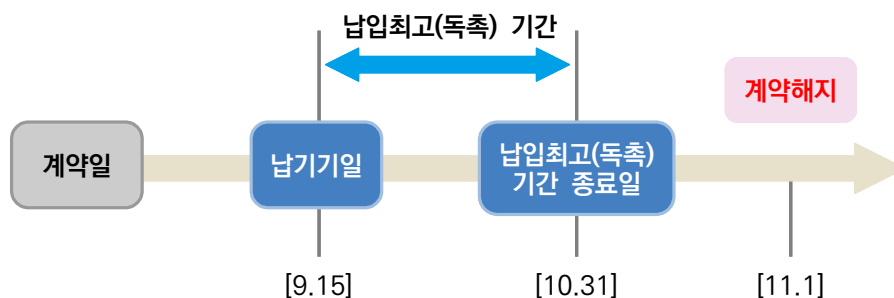 납입최고(독촉) 기간
계약해지
계약일
납기기일
납입최고(독촉)
기간 종료일
[9.15]
[10.31]
[11.1]